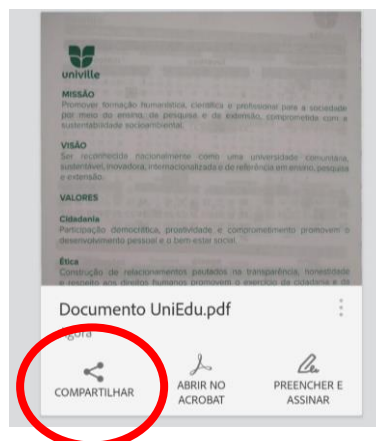 univille
MISSÃO
Promover formação humanística, científica e profissional para a sociedade
por meio do ensino, da pesquisa e da extensão, comprometida com a
sustentabilidade socioambiental.
VISÃO
Ser reconhecida nacionalmente como uma universidade comunitária,
sustentável, inovadora, internacionalizada e de referência em ensino, pesquisa
e extensão.
VALORES
Cidadania
Participação democrática, proatividade e comprometimento promovem o
desenvolvimento pessoal e o bem-estar social.
Ética
Construção de relacionamentos pautados na transparência, honestidade
e respeito aos direitos humanos promovem o exercício da cidadania e da
Documento UniEdu.pdf
Agora
COMPARTILHAR
ABRIR NO
ACROBAT
PREENCHER E
ASSINAR